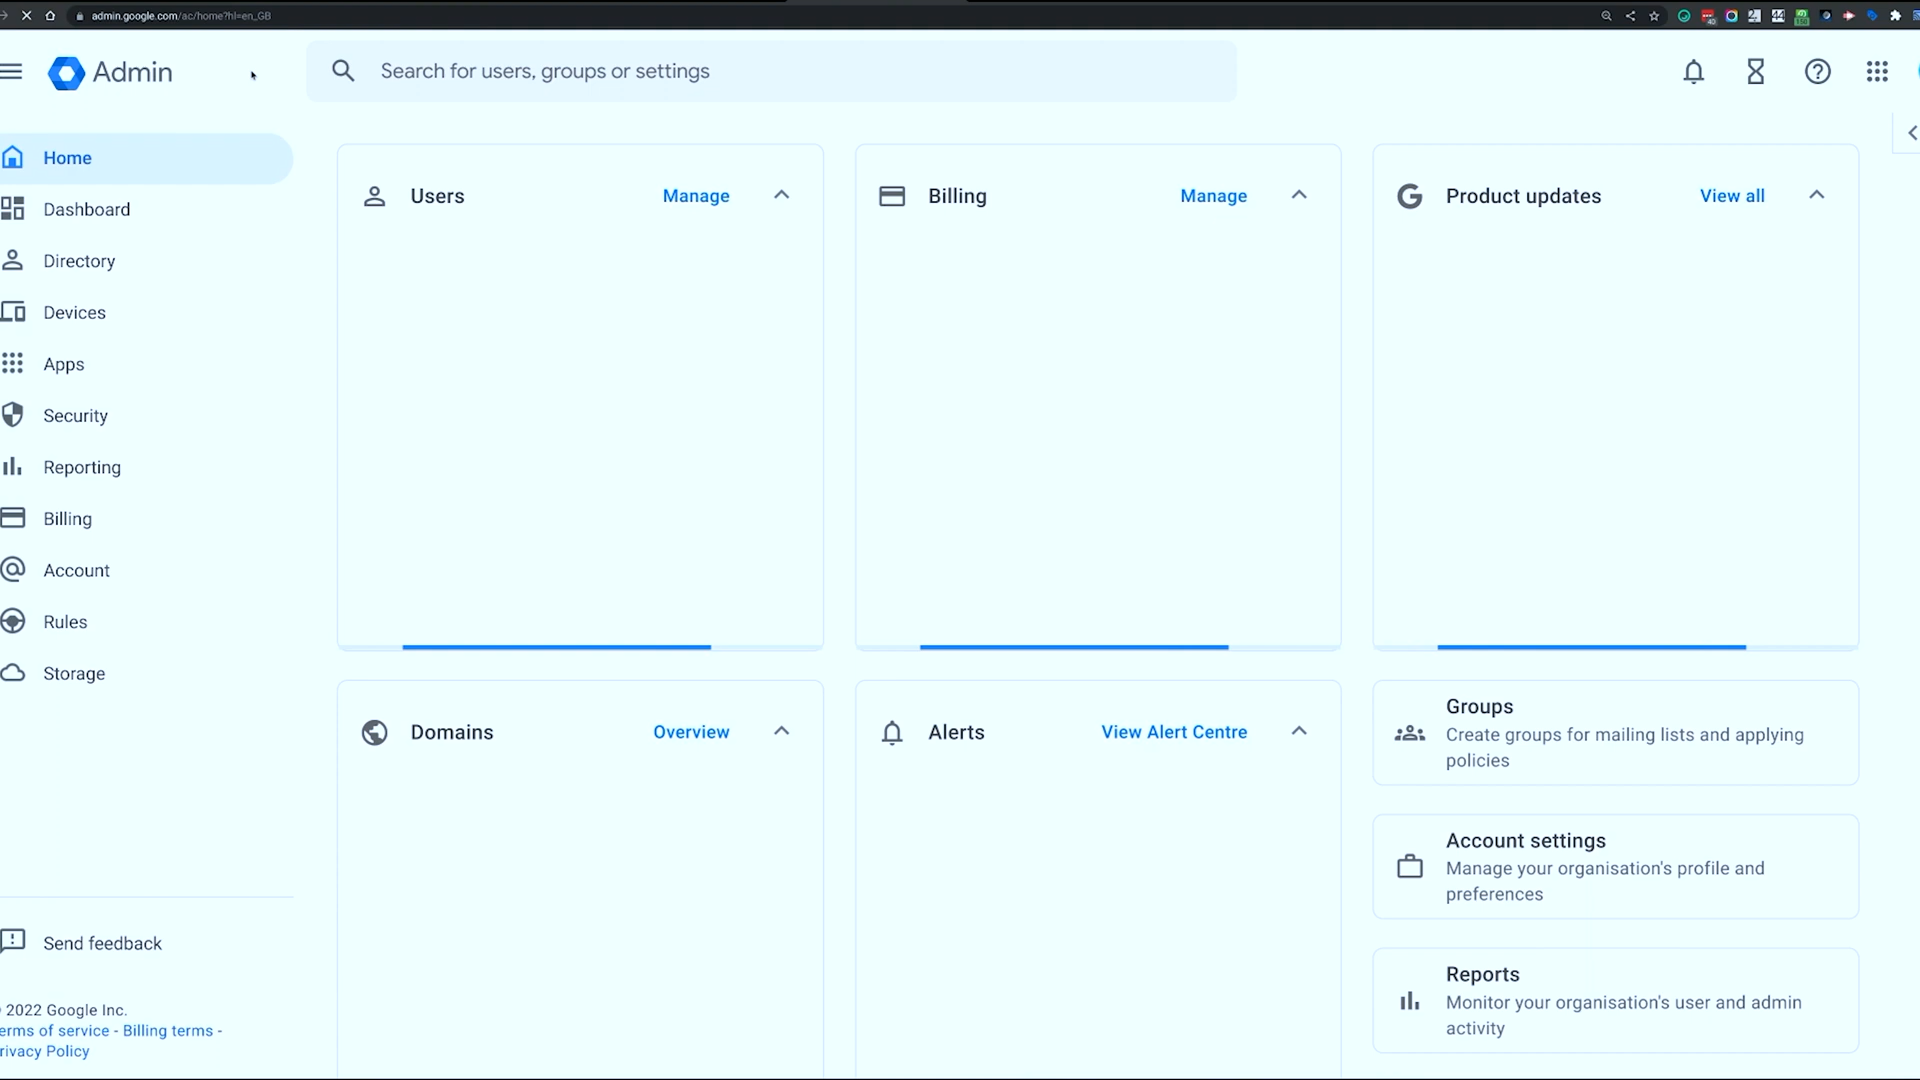 admin.google.com/ac/home?hl=en_GB
Admin
Search for users, groups or settings
Home
Dashboard
Directory
Devices
Apps
Security
Reporting
Billing
Account
Rules
Storage
Send feedback
2022 Google Inc.
erms of service - Billing terms -
rivacy Policy
Users
Manage
Billing
Manage
Product updates
View all
Domains
Overview
Alerts
View Alert Centre
Groups
Create groups for mailing lists and applying
policies
Account settings
Manage your organisation's profile and
preferences
Reports
Monitor your organisation's user and admin
activity